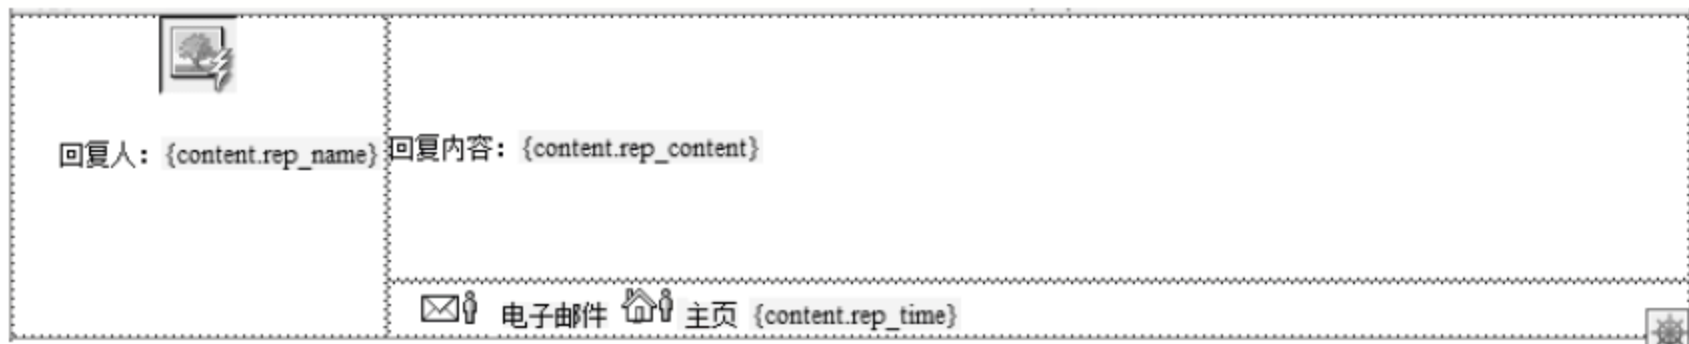 回复人：{content.rep_name}
回复内容：{content.rep_content}
电子邮件 主页 {content.rep_time}